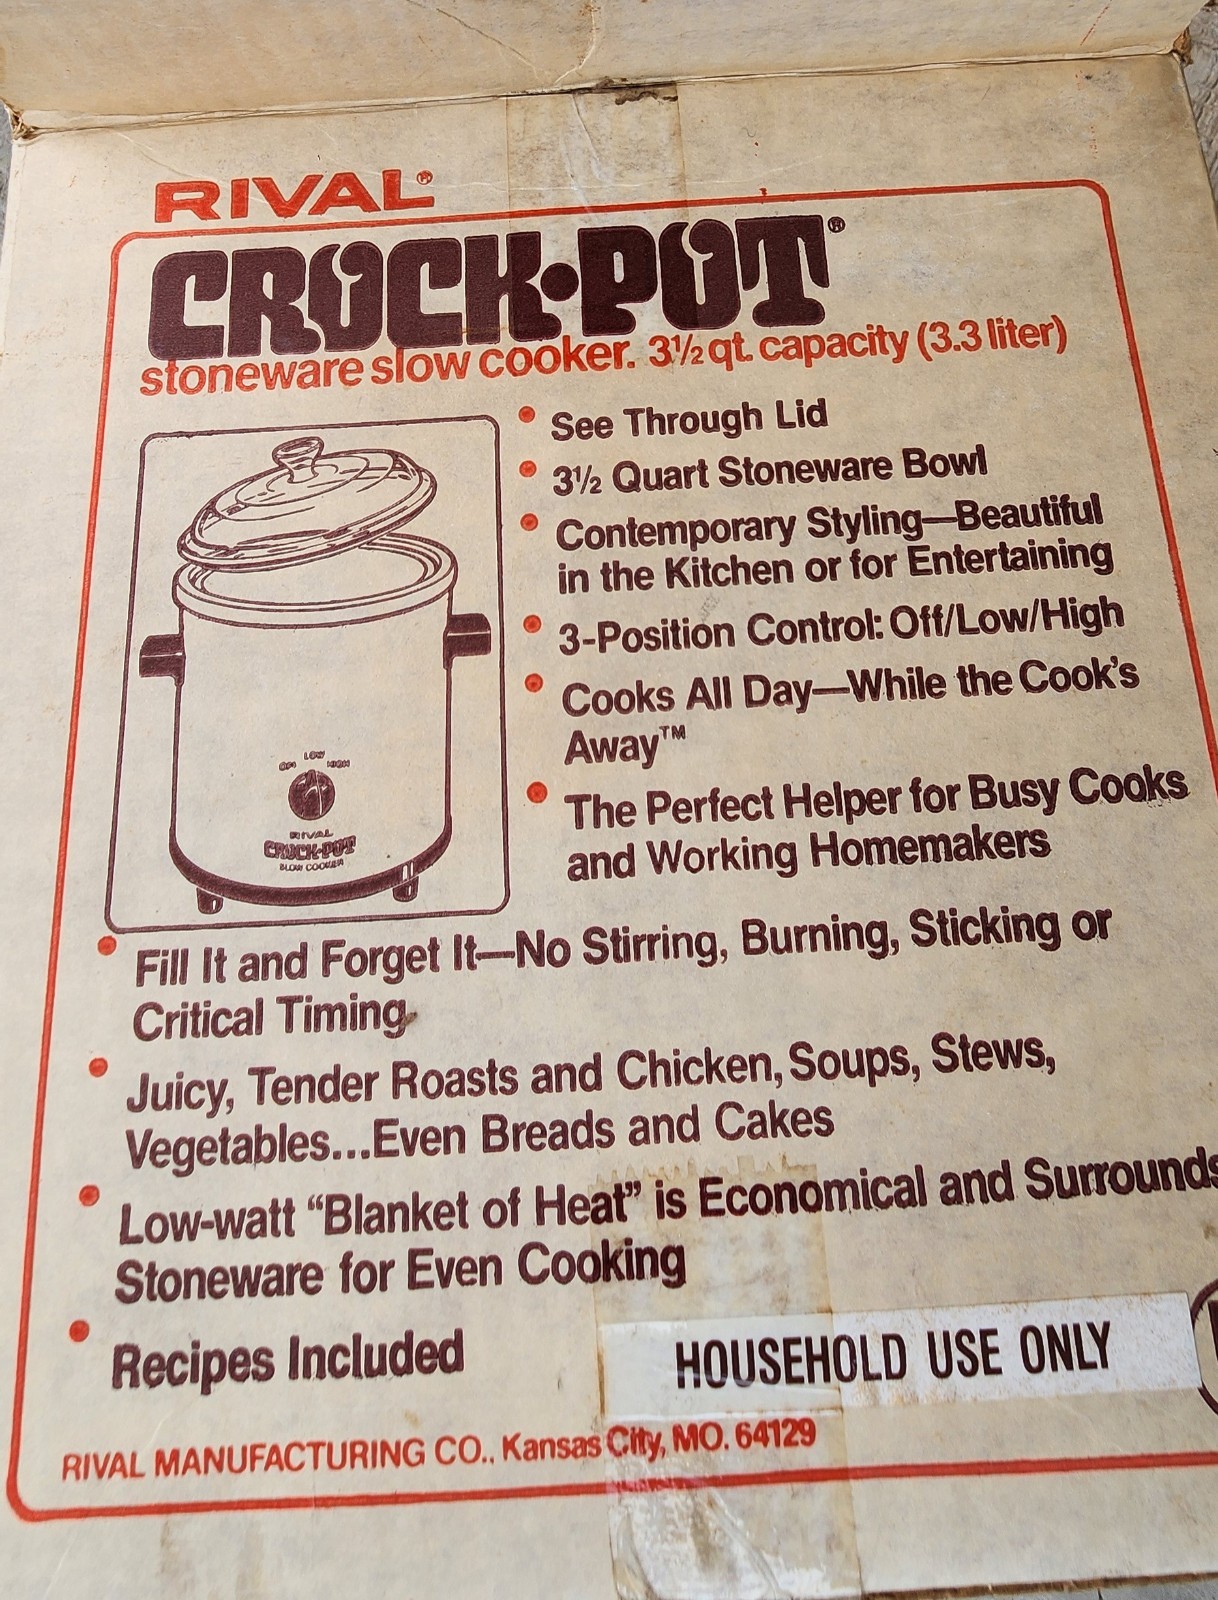 RIVAL®
CROCK•POT®
stoneware slow cooker. 3½ qt. capacity (3.3 liter)
• See Through Lid
• 3½ Quart Stoneware Bowl
• Contemporary Styling—Beautiful
in the Kitchen or for Entertaining
• 3-Position Control: Off/Low/High
• Cooks All Day—While the Cook's
Away™
• The Perfect Helper for Busy Cooks
and Working Homemakers
OFF LOW HIGH
RIVAL
CROCK•POT
SLOW COOKER
• Fill It and Forget It—No Stirring, Burning, Sticking or
Critical Timing
• Juicy, Tender Roasts and Chicken, Soups, Stews,
Vegetables...Even Breads and Cakes
• Low-watt “Blanket of Heat” is Economical and Surrounds
Stoneware for Even Cooking
• Recipes Included
HOUSEHOLD USE ONLY
RIVAL MANUFACTURING CO., Kansas City, MO. 64129